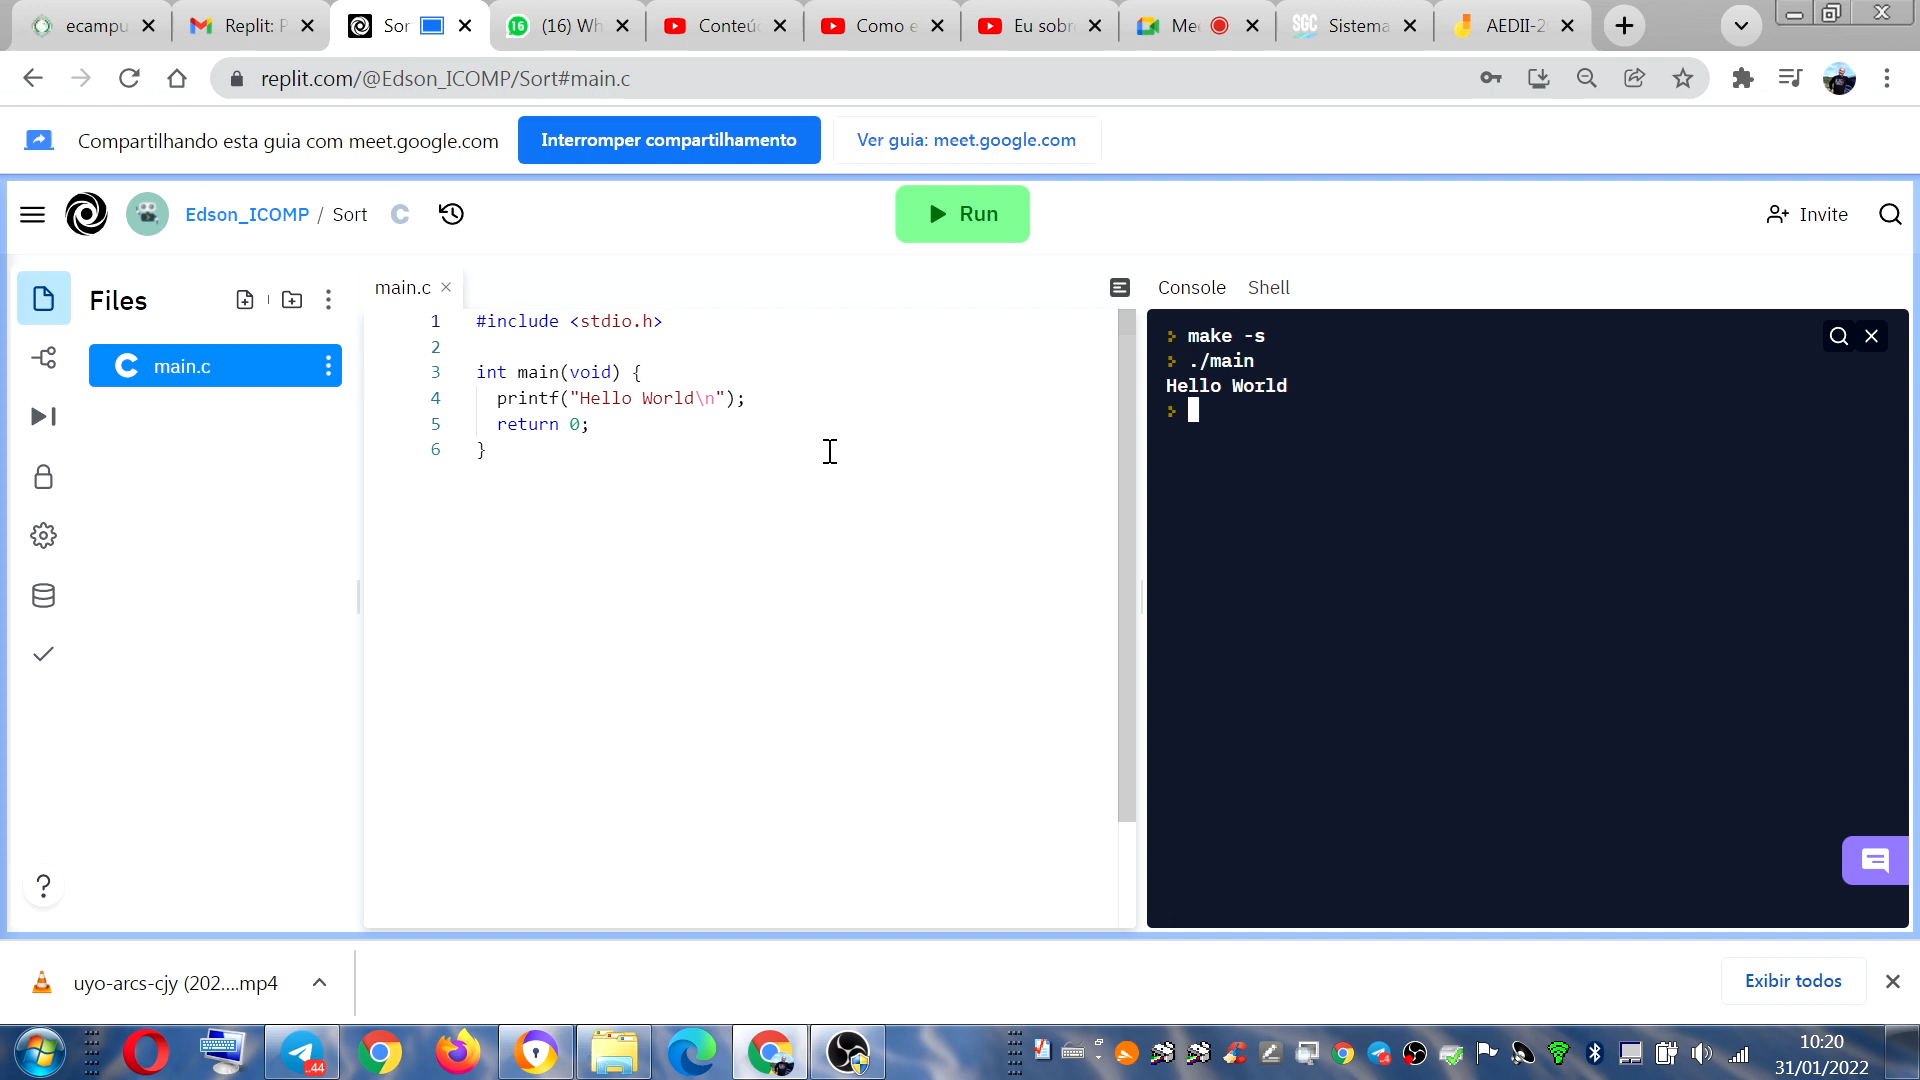 ecampu
Replit: P
Sor
(16) Wh
Conteú
Como e
Eu sobr
Me
SGC Sistema
AEDII-2
replit.com/@Edson_ICOMP/Sort#main.c
Compartilhando esta guia com meet.google.com
Interromper compartilhamento
Ver guia: meet.google.com
Edson_ICOMP / Sort
C
Run
Invite
Files
main.c
main.c
1 #include <stdio.h>
2
3 int main(void) {
4 printf("Hello World\n");
5 return 0;
6 }
Console Shell
make -s
./main
Hello World
?
uyo-arcs-cjy (202....mp4
Exibir todos
.44
10:20
31/01/2022